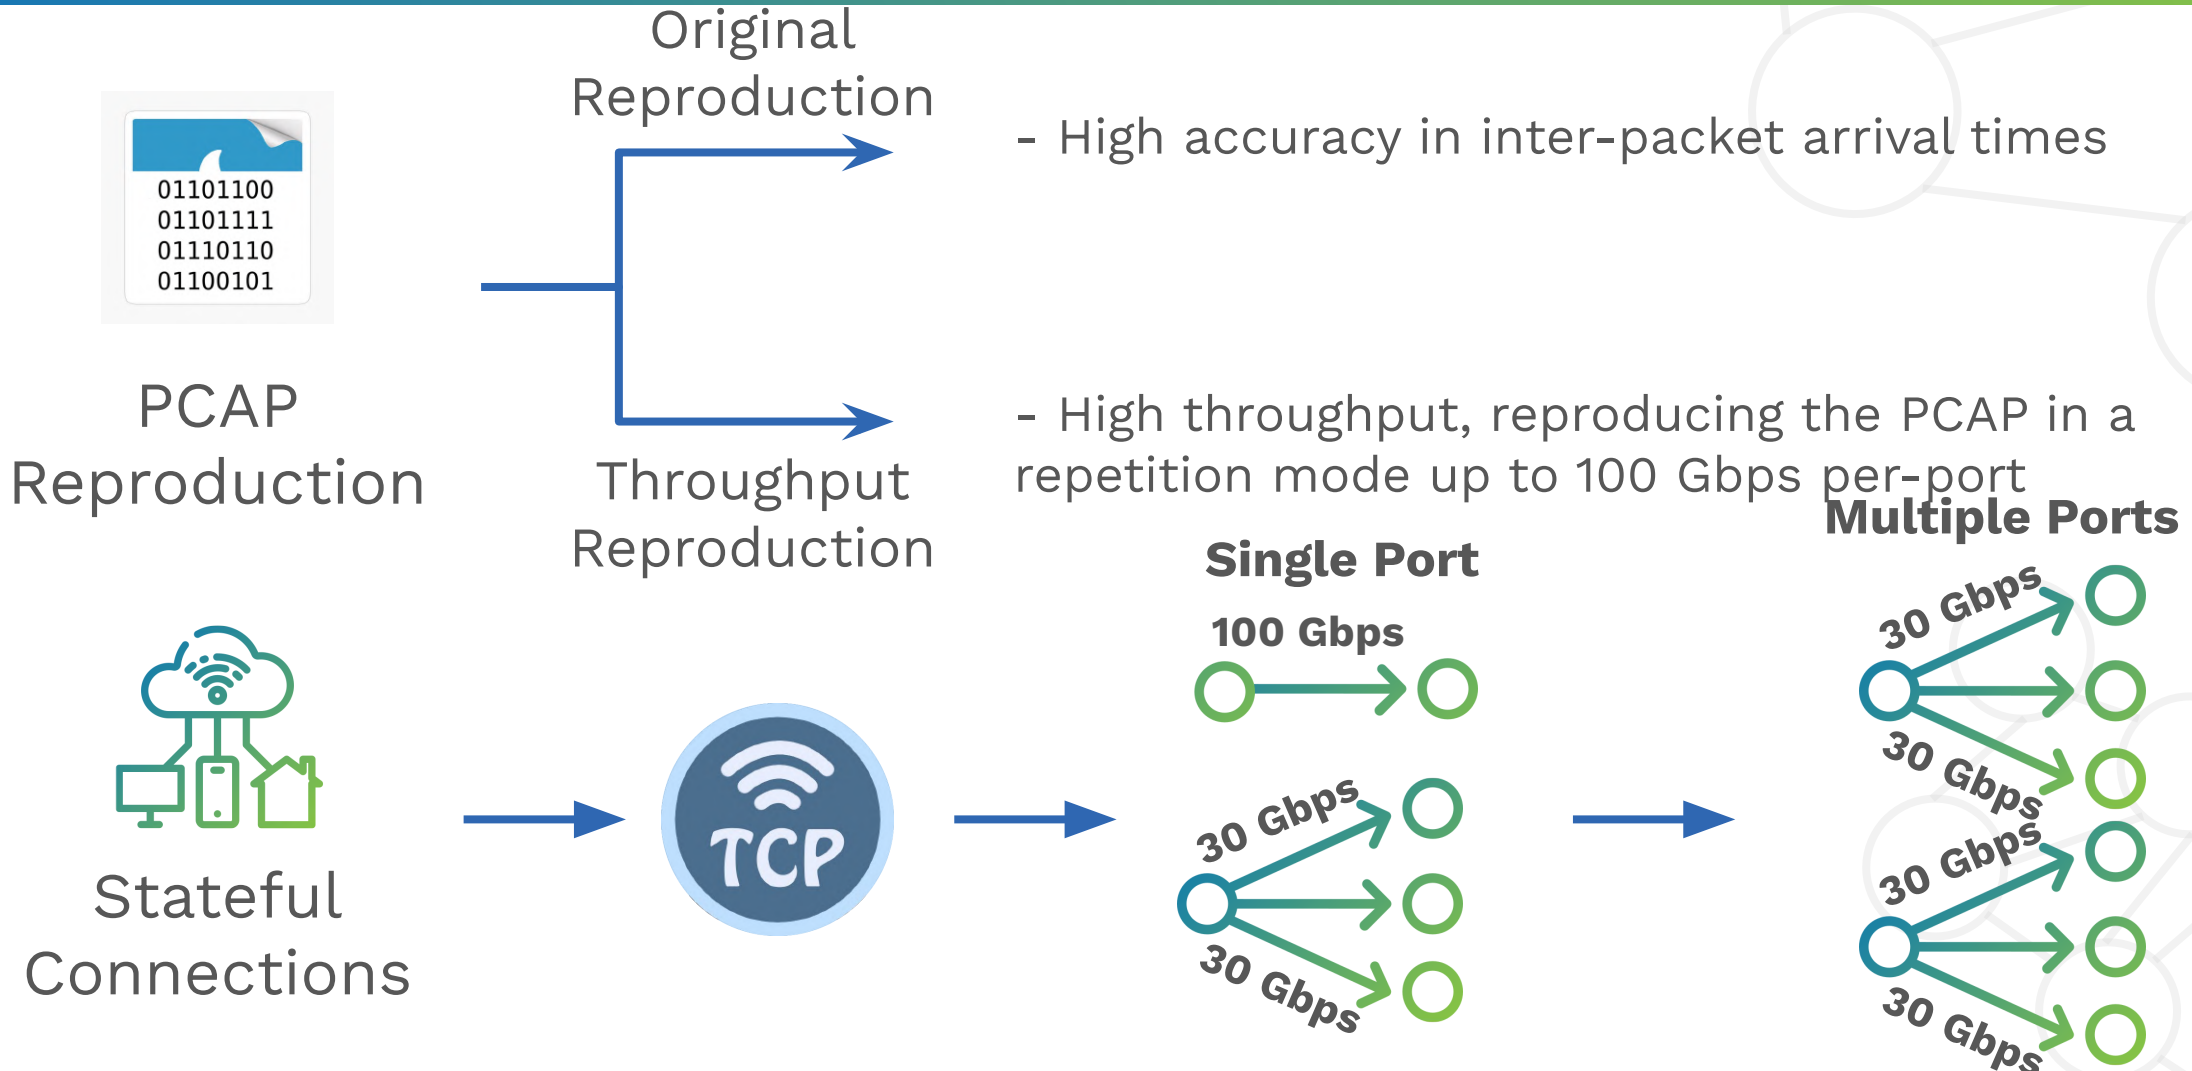 Original
Reproduction
- High accuracy in inter-packet arrival times
01101100
01101111
01110110
01100101
PCAP
Reproduction
- High throughput, reproducing the PCAP in a
repetition mode up to 100 Gbps per-port
Throughput
Reproduction
Single Port
100 Gbps
30 Gbps
30 Gbps
Multiple Ports
30 Gbps
30 Gbps
30 Gbps
30 Gbps
TCP
Stateful
Connections